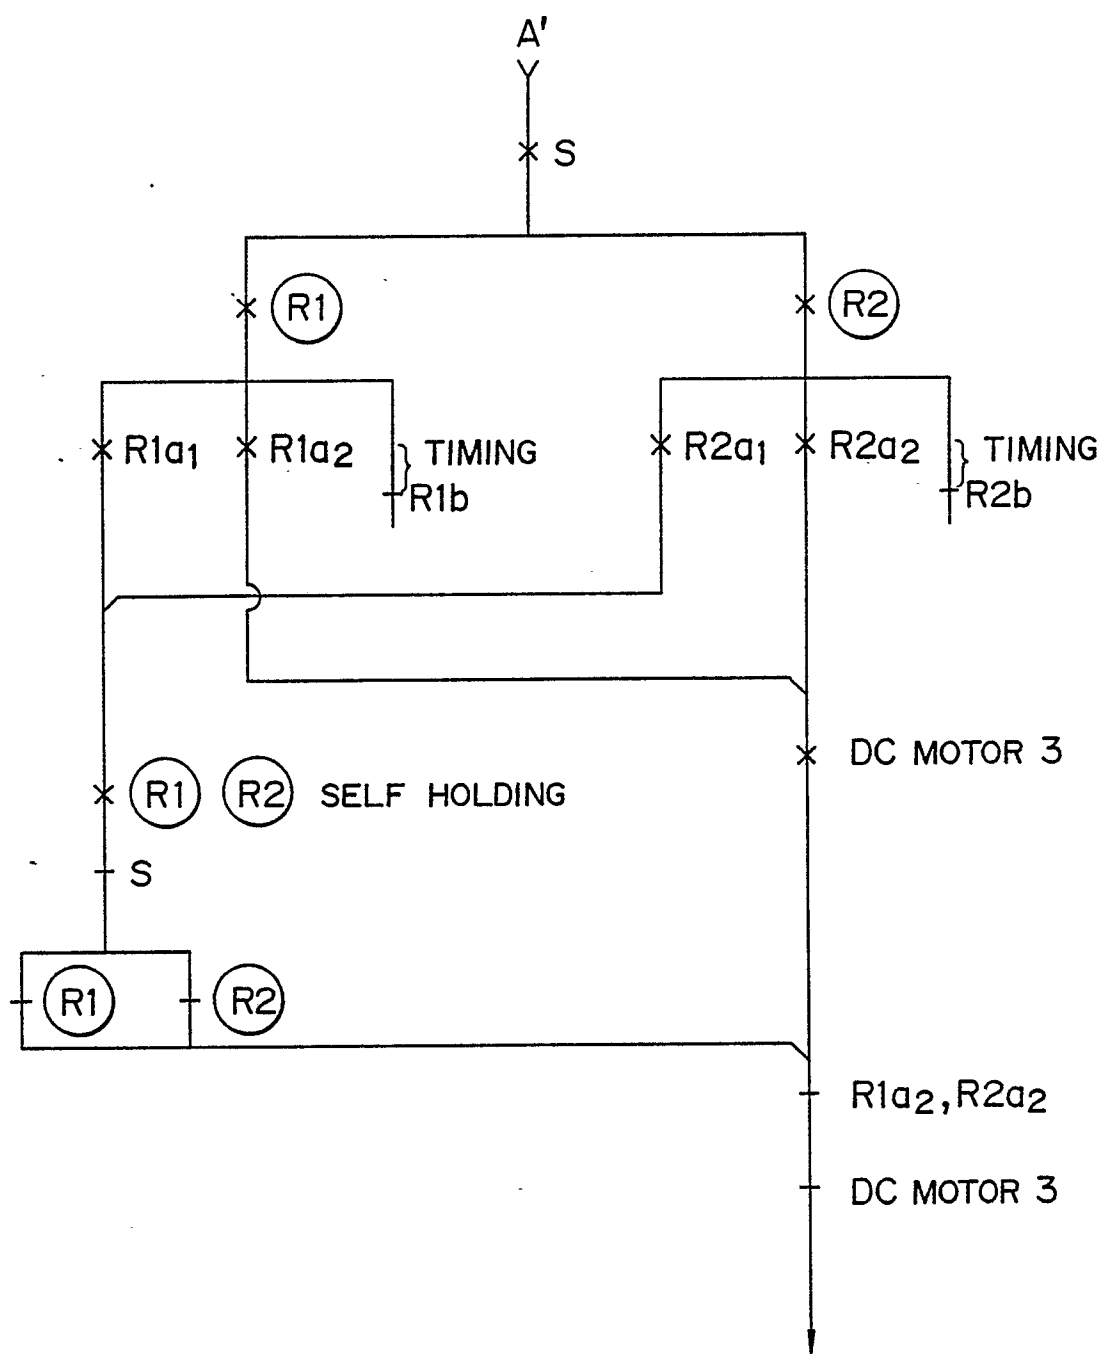 A'
S
R1
R2
R1a1
R1a2
TIMING
R1b
R2a1
R2a2
TIMING
R2b
DC MOTOR 3
R1 R2 SELF HOLDING
S
R1
R2
R1a2, R2a2
DC MOTOR 3